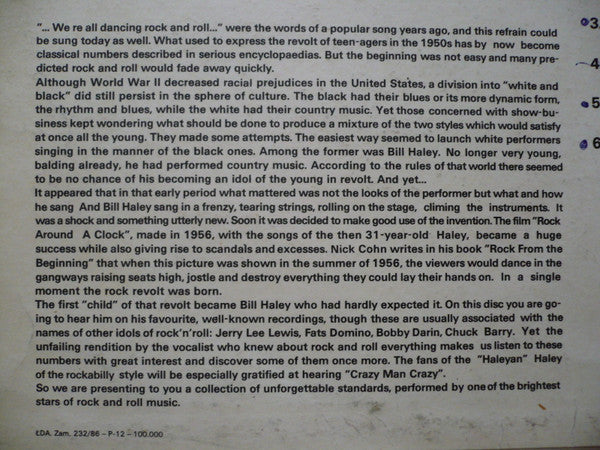 "... We re all dancing rock and roll..." were the words of a popular song years ago, and this refrain could
be sung today as well. What used to express the revolt of teen-agers in the 1950s has by now become
classical numbers described in serious encyclopaedias. But the beginning was not easy and many pre-
dicted rock and roll would fade away quickly.
Although World War II decreased racial prejudices in the United States, a division into "white and
black" did still persist in the sphere of culture. The black had their blues or its more dynamic form,
the rhythm and blues, while the white had their country music. Yet those concerned with show-bu-
siness kept wondering what should be done to produce a mixture of the two styles which would satisfy
at once all the young. They made some attempts. The easiest way seemed to launch white performers
singing in the manner of the black ones. Among the former was Bill Haley. No longer very young,
balding already, he had performed country music. According to the rules of that world there seemed
to be no chance of his becoming an idol of the young in revolt. And yet...
It appeared that in that early period what mattered was not the looks of the performer but what and how
he sang And Bill Haley sang in a frenzy, tearing strings, rolling on the stage, climing the instruments. It
was a shock and something utterly new. Soon it was decided to make good use of the invention. The film "Rock
Around A Clock", made in 1956, with the songs of the then 31-year-old Haley, became a huge
success while also giving rise to scandals and excesses. Nick Cohn writes in his book "Rock From the
Beginning" that when this picture was shown in the summer of 1956, the viewers would dance in the
gangways raising seats high, jostle and destroy everything they could lay their hands on. In a single
moment the rock revolt was born.
The first "child" of that revolt became Bill Haley who had hardly expected it. On this disc you are go-
ing to hear him on his favourite, well-known recordings, though these are usually associated with the
names of other idols of rock'n'roll: Jerry Lee Lewis, Fats Domino, Bobby Darin, Chuck Barry. Yet the
unfailing rendition by the vocalist who knew about rock and roll everything makes us listen to these
numbers with great interest and discover some of them once more. The fans of the "Haleyan" Haley
of the rockabilly style will be especially gratified at hearing "Crazy Man Crazy".
So we are presenting to you a collection of unforgettable standards, performed by one of the brightest
stars of rock and roll music.
ŁDA. Zam. 232/86 – P-12 – 100.000
3.
4
5
6